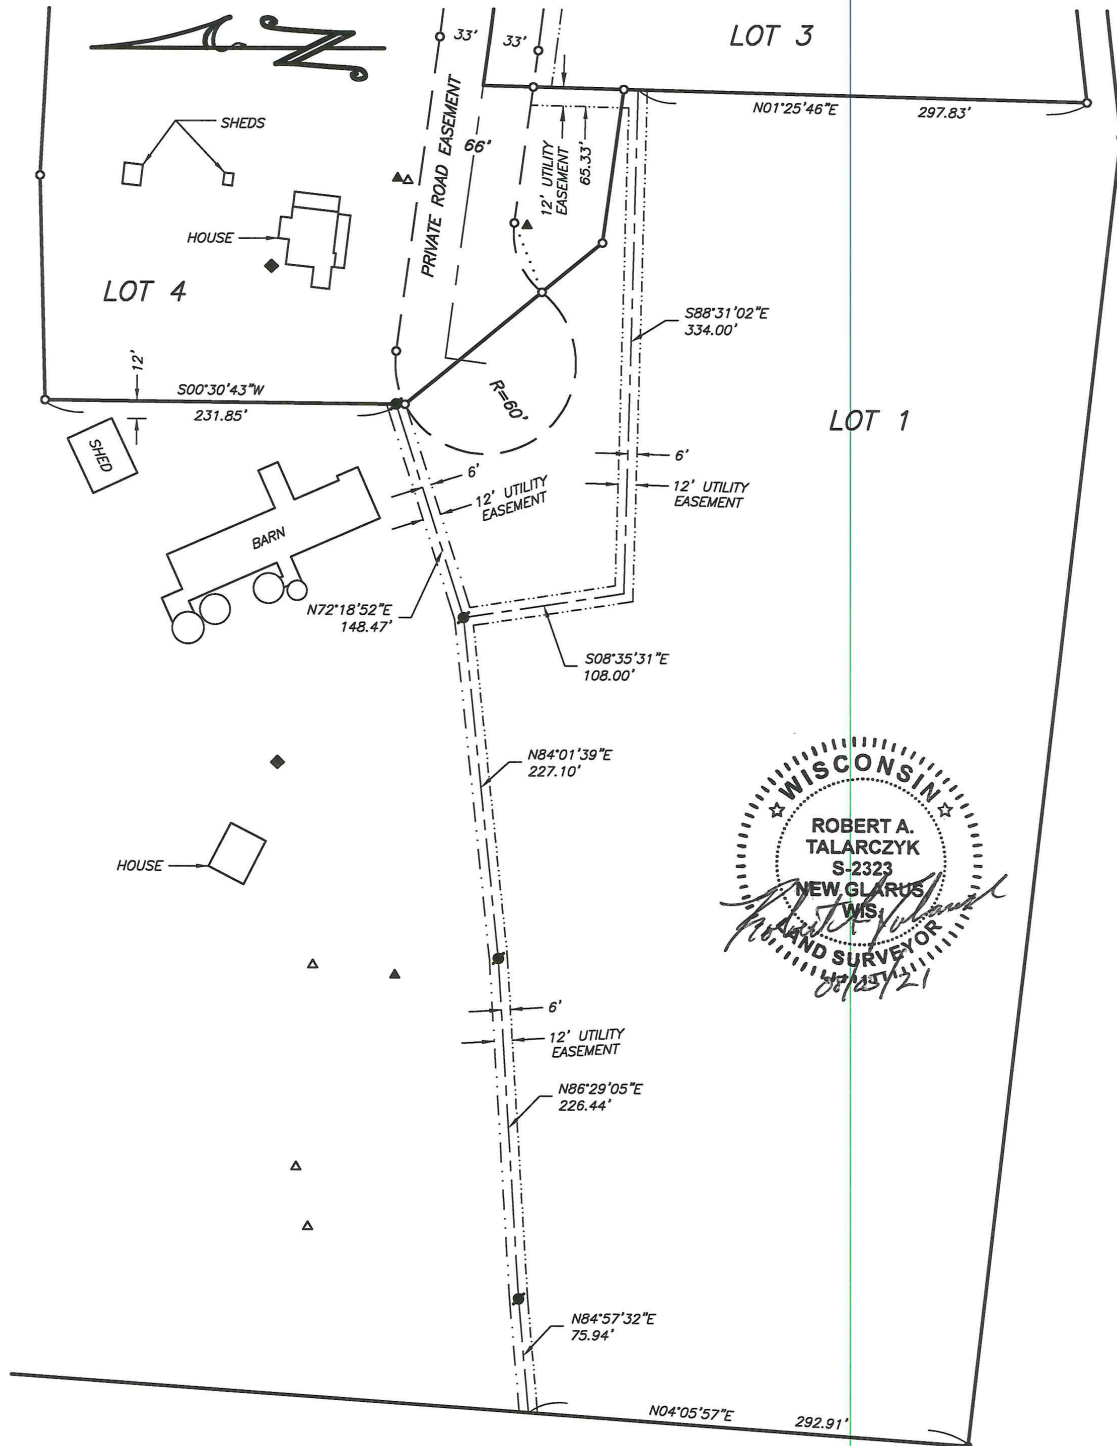 N
33'
33'
LOT 3
N01°25'46"E
297.83'
SHEDS
PRIVATE ROAD EASEMENT
66'
12' UTILITY
EASEMENT
65.33'
HOUSE
LOT 4
S88°31'02"E
334.00'
12'
S00°30'43"W
231.85'
R=60'
LOT 1
SHED
6'
6'
12' UTILITY
EASEMENT
12' UTILITY
EASEMENT
BARN
N72°18'52"E
148.47'
S08°35'31"E
108.00'
N84°01'39"E
227.10'
WISCONSIN
ROBERT A.
TALARCZYK
S-2323
NEW GLARUS
WIS.
LAND SURVEYOR
HOUSE
6'
12' UTILITY
EASEMENT
N86°29'05"E
226.44'
N84°57'32"E
75.94'
N04°05'57"E
292.91'